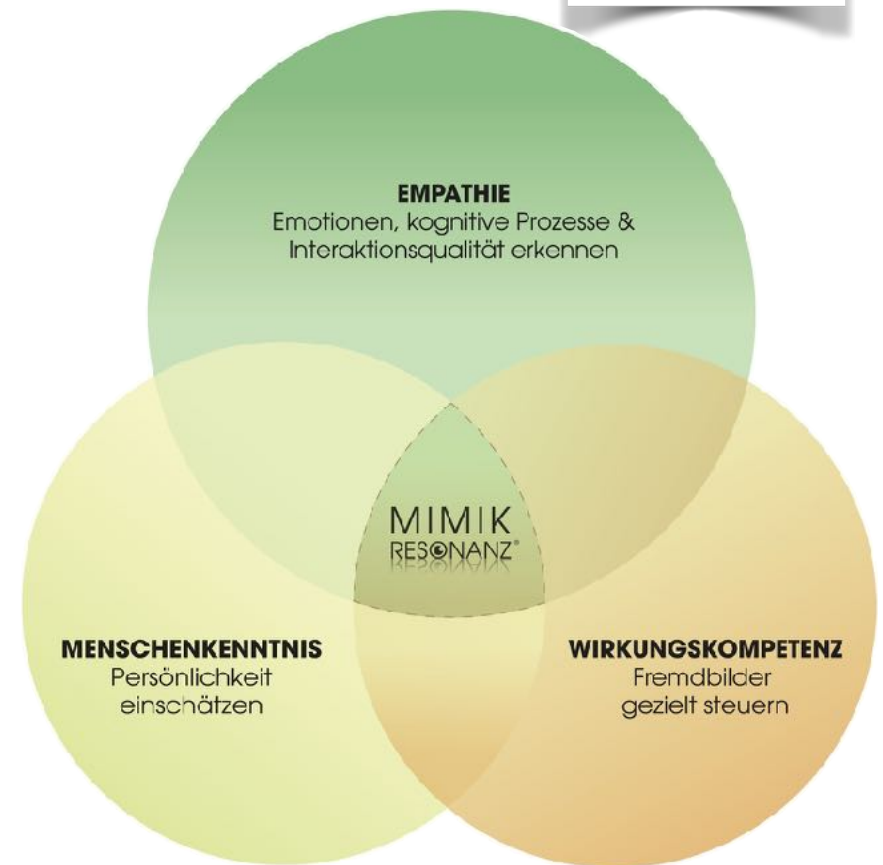 EMPATHIE
Emotionen, kognitive Prozesse &
Interaktionsqualität erkennen
MIMIK
RESONANZ®
MENSCHENKENNTNIS
Persönlichkeit
einschätzen
WIRKUNGSKOMPETENZ
Fremdbilder
gezielt steuern